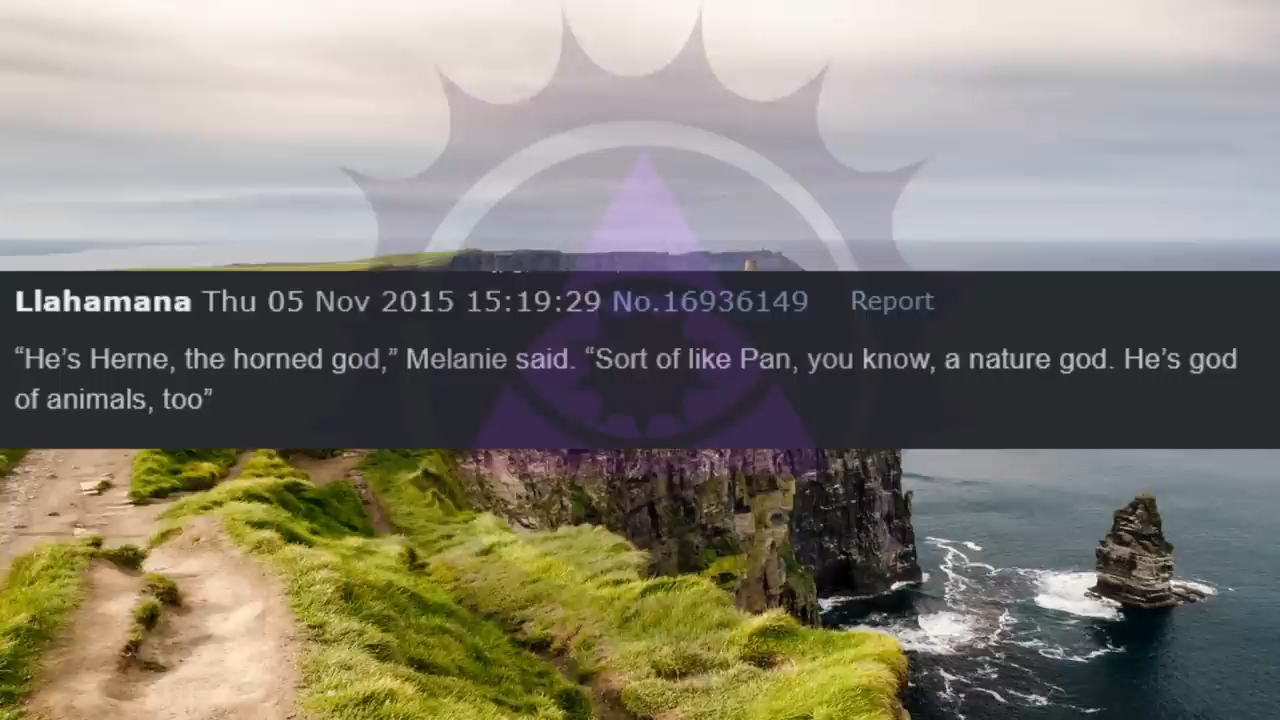 Llahamana Thu 05 Nov 2015 15:19:29 No.16936149 Report
“He’s Herne, the horned god,” Melanie said. “Sort of like Pan, you know, a nature god. He’s god
of animals, too”